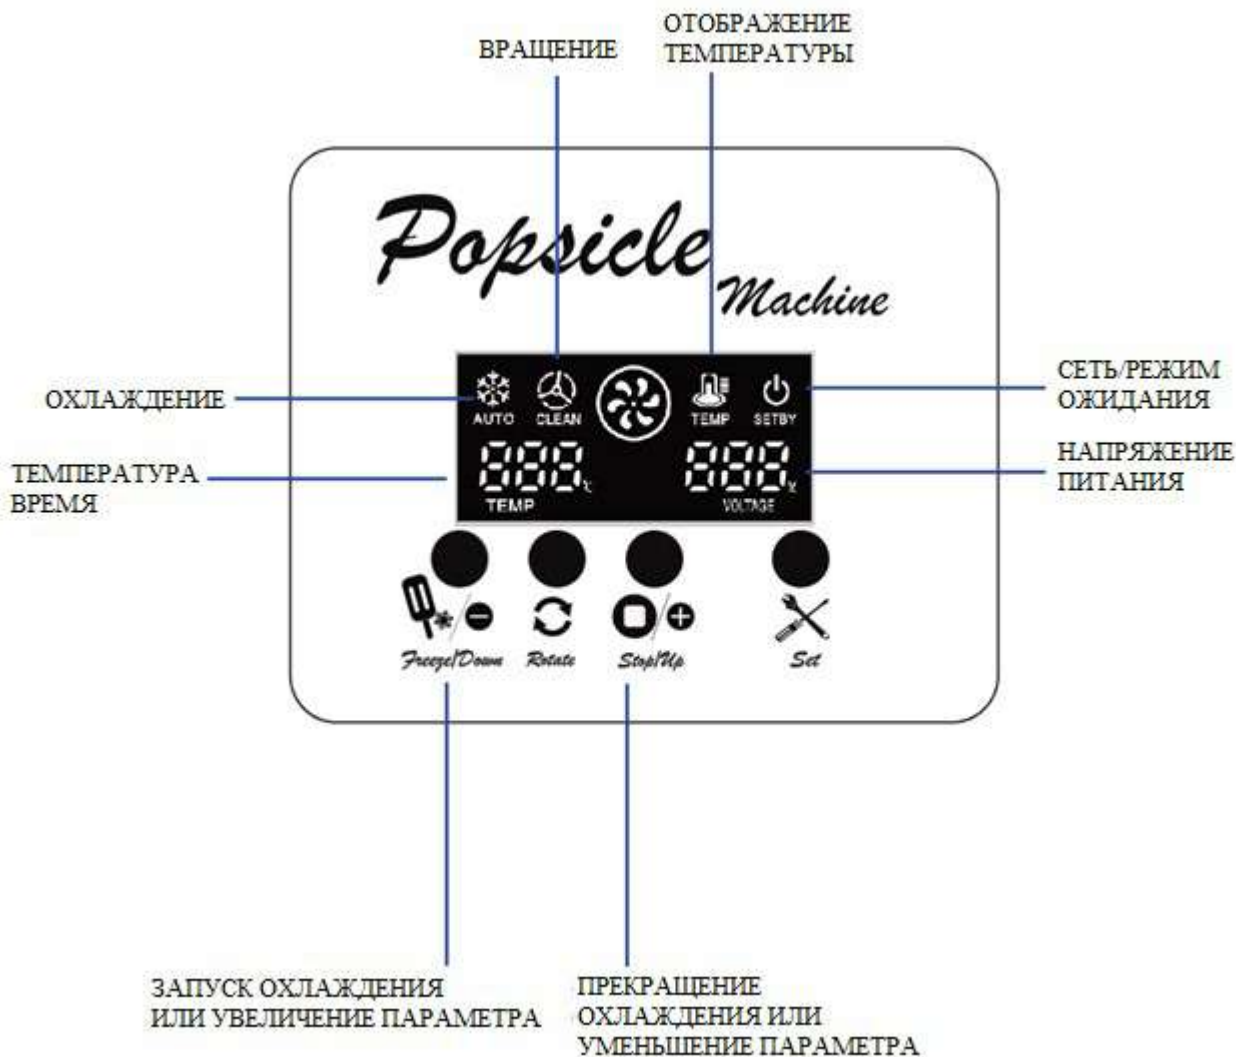 ОТОБРАЖЕНИЕ
ТЕМПЕРАТУРЫ
ВРАЩЕНИЕ
Popsicle
Machine
ОХЛАЖДЕНИЕ
AUTO CLEAN TEMP SETBY
СЕТЬ/РЕЖИМ
ОЖИДАНИЯ
ТЕМПЕРАТУРА
ВРЕМЯ
888 °C 888 V
TEMP VOLTAGE
НАПРЯЖЕНИЕ
ПИТАНИЯ
Freeze/Down Rotate Stop/Up Set
ЗАПУСК ОХЛАЖДЕНИЯ
ИЛИ УВЕЛИЧЕНИЕ ПАРАМЕТРА
ПРЕКРАЩЕНИЕ
ОХЛАЖДЕНИЯ ИЛИ
УМЕНЬШЕНИЕ ПАРАМЕТРА